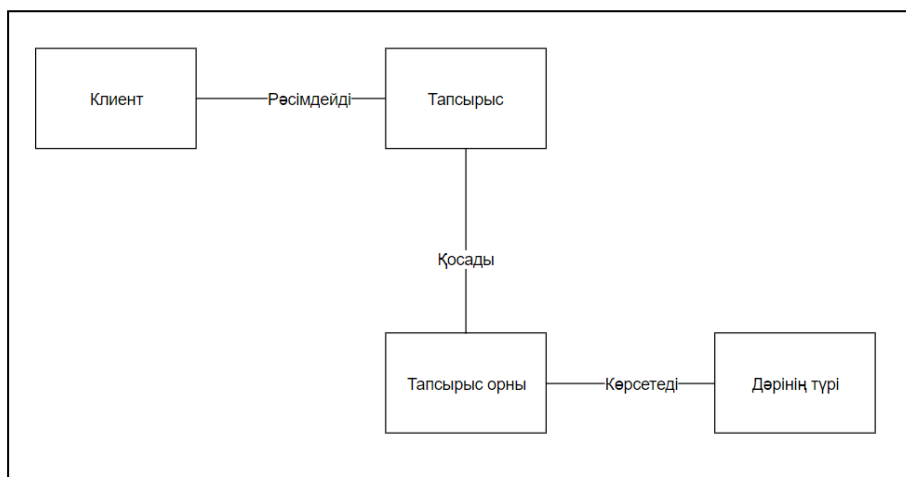 Клиент
Рәсімдейді
Тапсырыс
Қосады
Тапсырыс орны
Көрсетеді
Дәрінің түрі